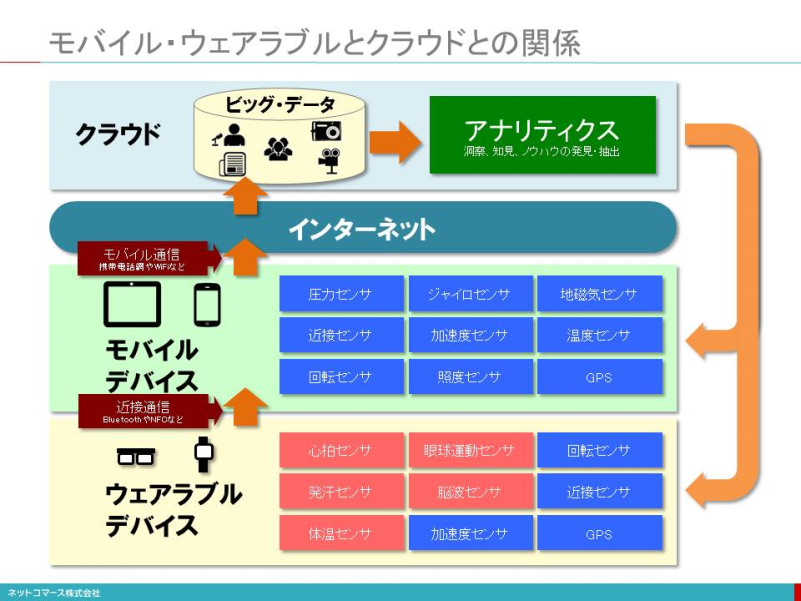 モバイル・ウェアラブルとクラウドとの関係
クラウド
ビッグ・データ
アナリティクス
洞察、知見、ノウハウの発見・抽出
インターネット
モバイル通信
携帯電話網やWiFiなど
モバイル
デバイス
圧力センサ
ジャイロセンサ
地磁気センサ
近接センサ
加速度センサ
温度センサ
回転センサ
照度センサ
GPS
近接通信
BluetoothやNFCなど
ウェアラブル
デバイス
心拍センサ
眼球運動センサ
回転センサ
発汗センサ
脳波センサ
近接センサ
体温センサ
加速度センサ
GPS
ネットコマース株式会社